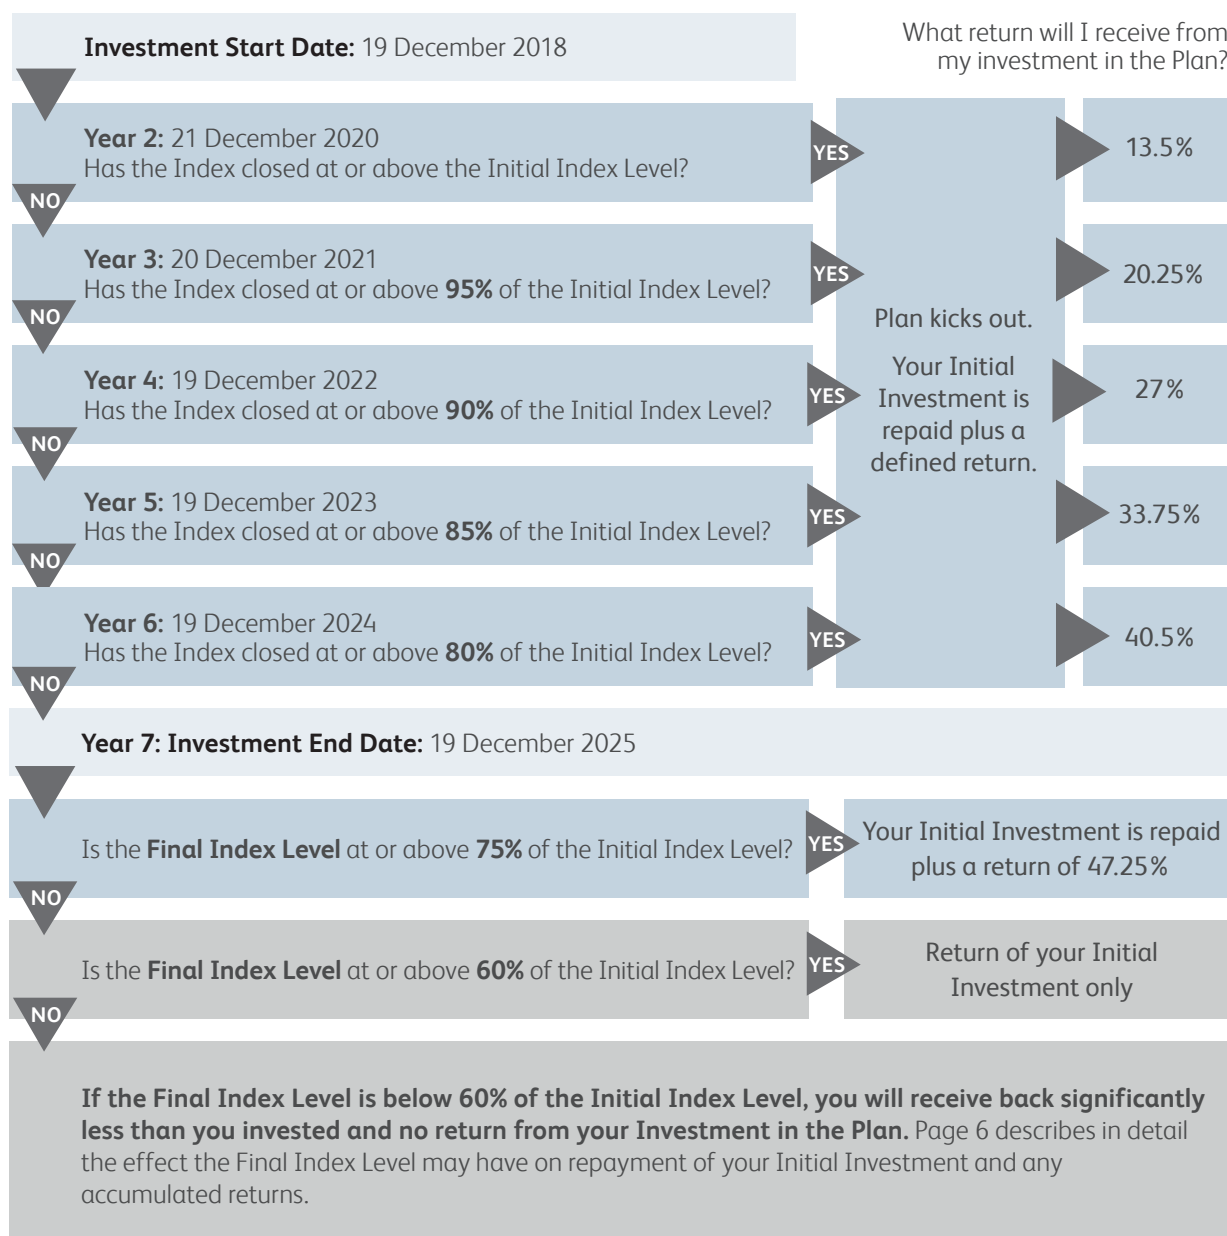 Investment Start Date: 19 December 2018
What return will I receive from
my investment in the Plan?
Year 2: 21 December 2020
Has the Index closed at or above the Initial Index Level?
YES
13.5%
NO
Year 3: 20 December 2021
Has the Index closed at or above 95% of the Initial Index Level?
YES
20.25%
NO
Plan kicks out.
Your Initial
Investment is
repaid plus a
defined return.
Year 4: 19 December 2022
Has the Index closed at or above 90% of the Initial Index Level?
YES
27%
NO
Year 5: 19 December 2023
Has the Index closed at or above 85% of the Initial Index Level?
YES
33.75%
NO
Year 6: 19 December 2024
Has the Index closed at or above 80% of the Initial Index Level?
YES
40.5%
NO
Year 7: Investment End Date: 19 December 2025
Is the Final Index Level at or above 75% of the Initial Index Level?
YES
Your Initial Investment is repaid
plus a return of 47.25%
NO
Is the Final Index Level at or above 60% of the Initial Index Level?
YES
Return of your Initial
Investment only
NO
If the Final Index Level is below 60% of the Initial Index Level, you will receive back significantly
less than you invested and no return from your Investment in the Plan. Page 6 describes in detail
the effect the Final Index Level may have on repayment of your Initial Investment and any
accumulated returns.